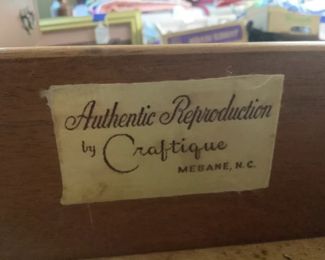 Authentic Reproduction
by Craftique
MEBANE, N.C.